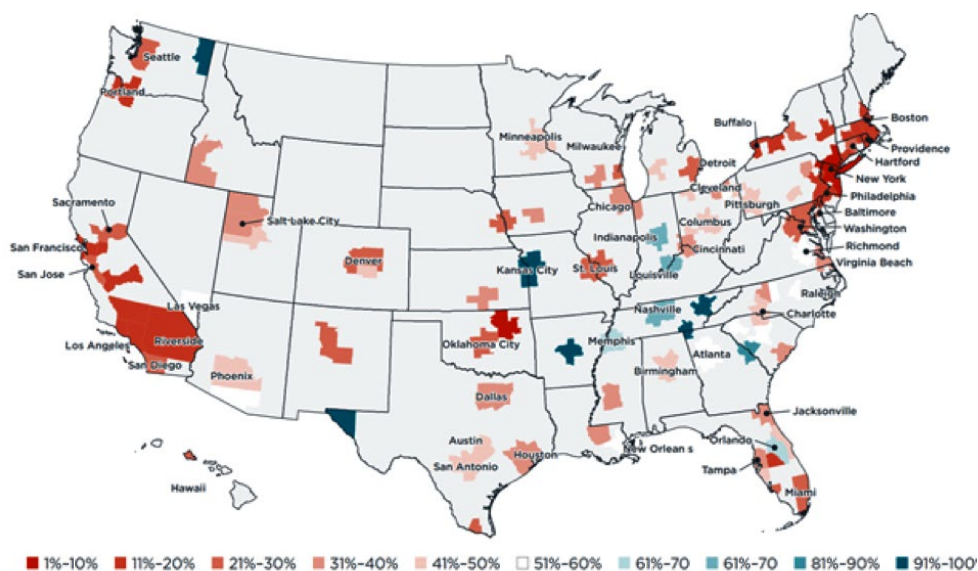 Seattle
Portland
Minneapolis
Milwaukee
Buffalo
Boston
Providence
Hartford
New York
Philadelphia
Baltimore
Washington
Richmond
Virginia Beach
Detroit
Cleveland
Pittsburgh
Chicago
Columbus
Indianapolis
Cincinnati
Louisville
Sacramento
San Francisco
San Jose
Salt Lake City
Denver
Kansas City
St. Louis
Las Vegas
Los Angeles
Riverside
San Diego
Phoenix
Oklahoma City
Nashville
Memphis
Raleigh
Charlotte
Atlanta
Birmingham
Dallas
Austin
San Antonio
Houston
New Orlean s
Jacksonville
Orlando
Tampa
Miami
Hawaii
1%-10% 11%-20% 21%-30% 31%-40% 41%-50% 51%-60% 61%-70 61%-70 81%-90% 91%-100